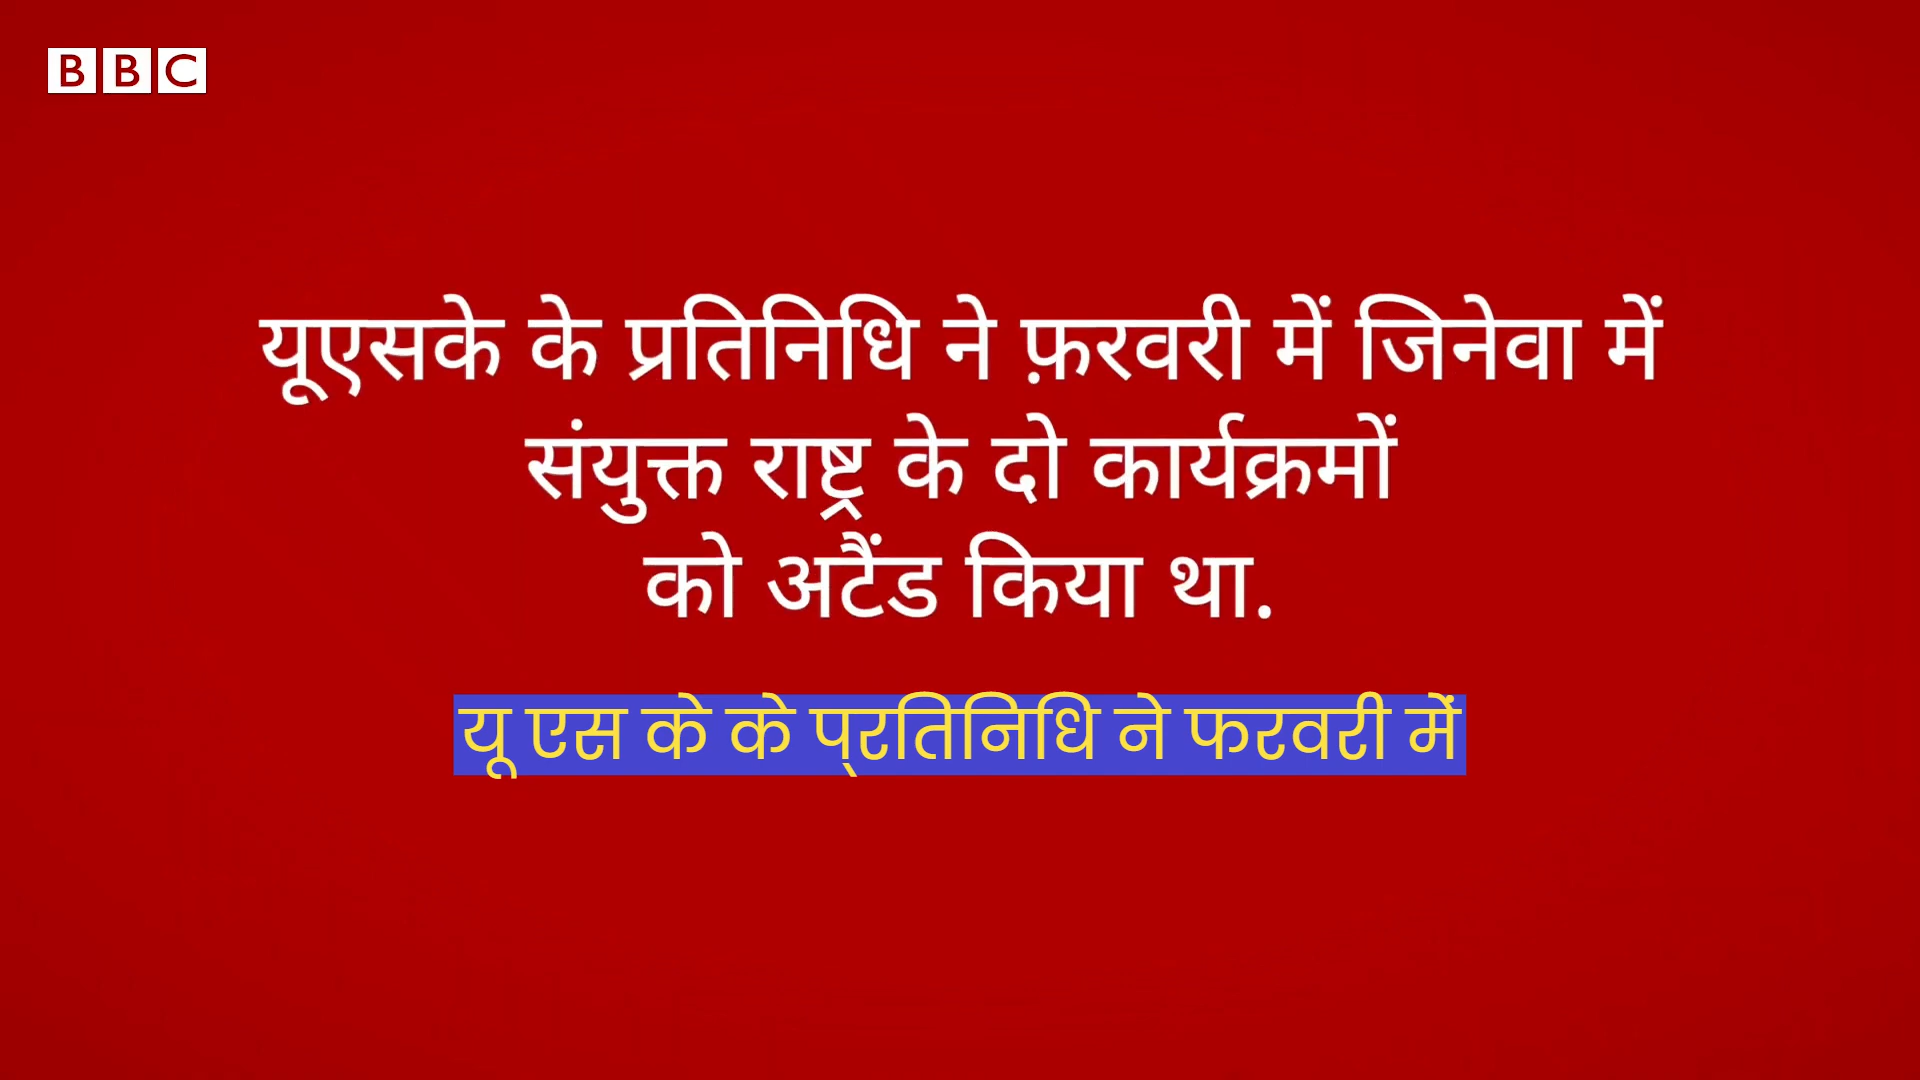 BBC
यूएसके के प्रतिनिधि ने फ़रवरी में जिनेवा में
संयुक्त राष्ट्र के दो कार्यक्रमों
को अटैंड किया था.
यू एस के के प्रतिनिधि ने फरवरी में